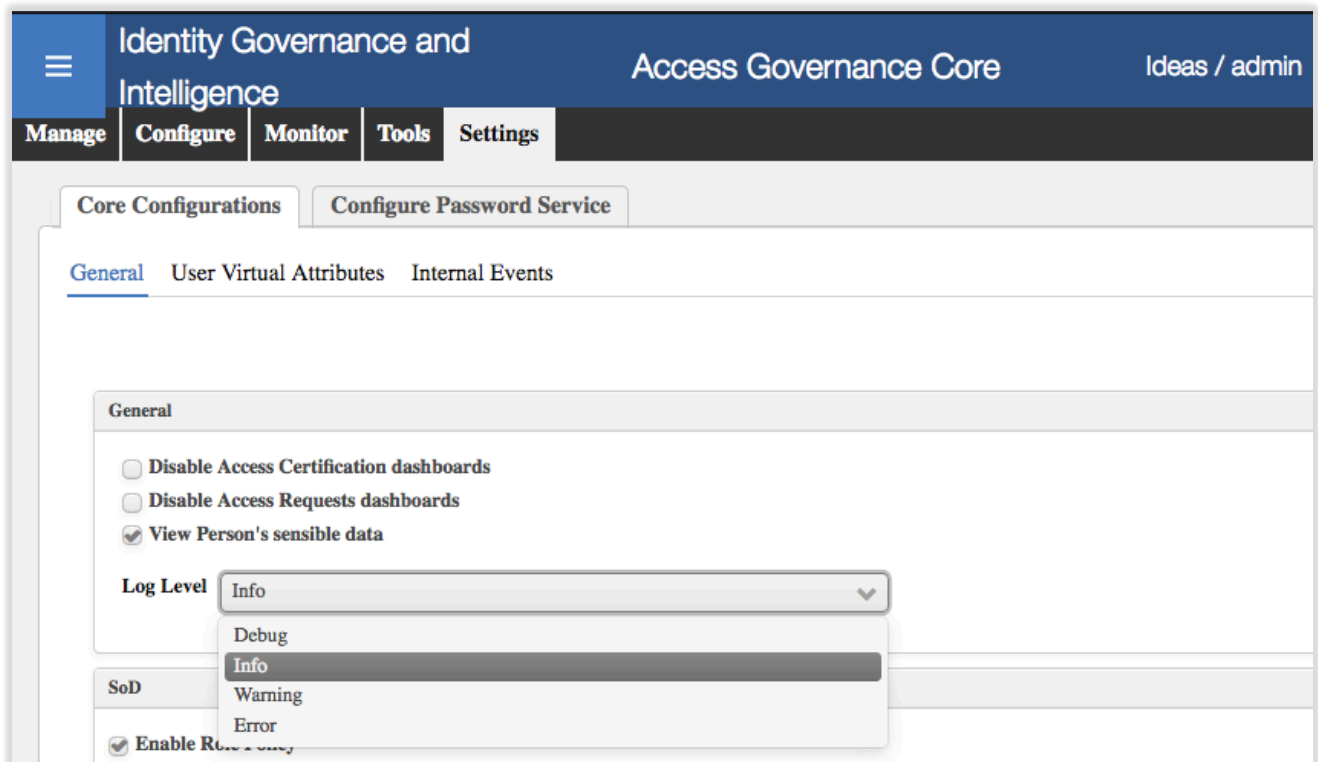 Identity Governance and
Intelligence
Access Governance Core
Ideas / admin
Manage Configure Monitor Tools Settings
Core Configurations Configure Password Service
General User Virtual Attributes Internal Events
General
Disable Access Certification dashboards
Disable Access Requests dashboards
View Person's sensible data
Log Level Info
Debug
Info
SoD
Warning
Error
Enable